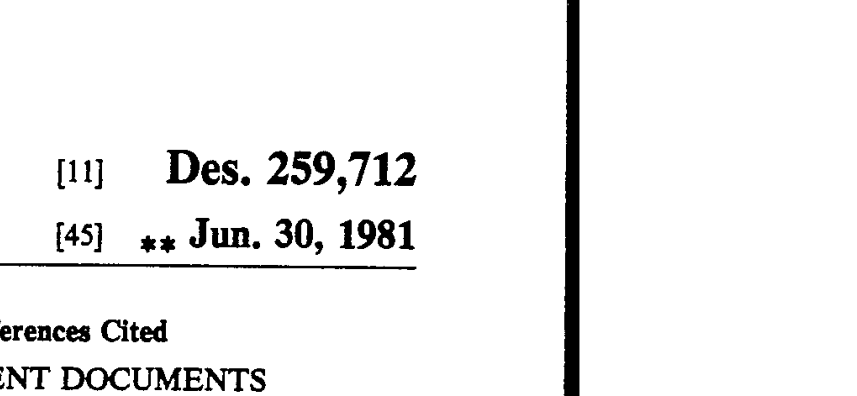 [11] Des. 259,712
[45] ** Jun. 30, 1981
erences Cited
ENT DOCUMENTS